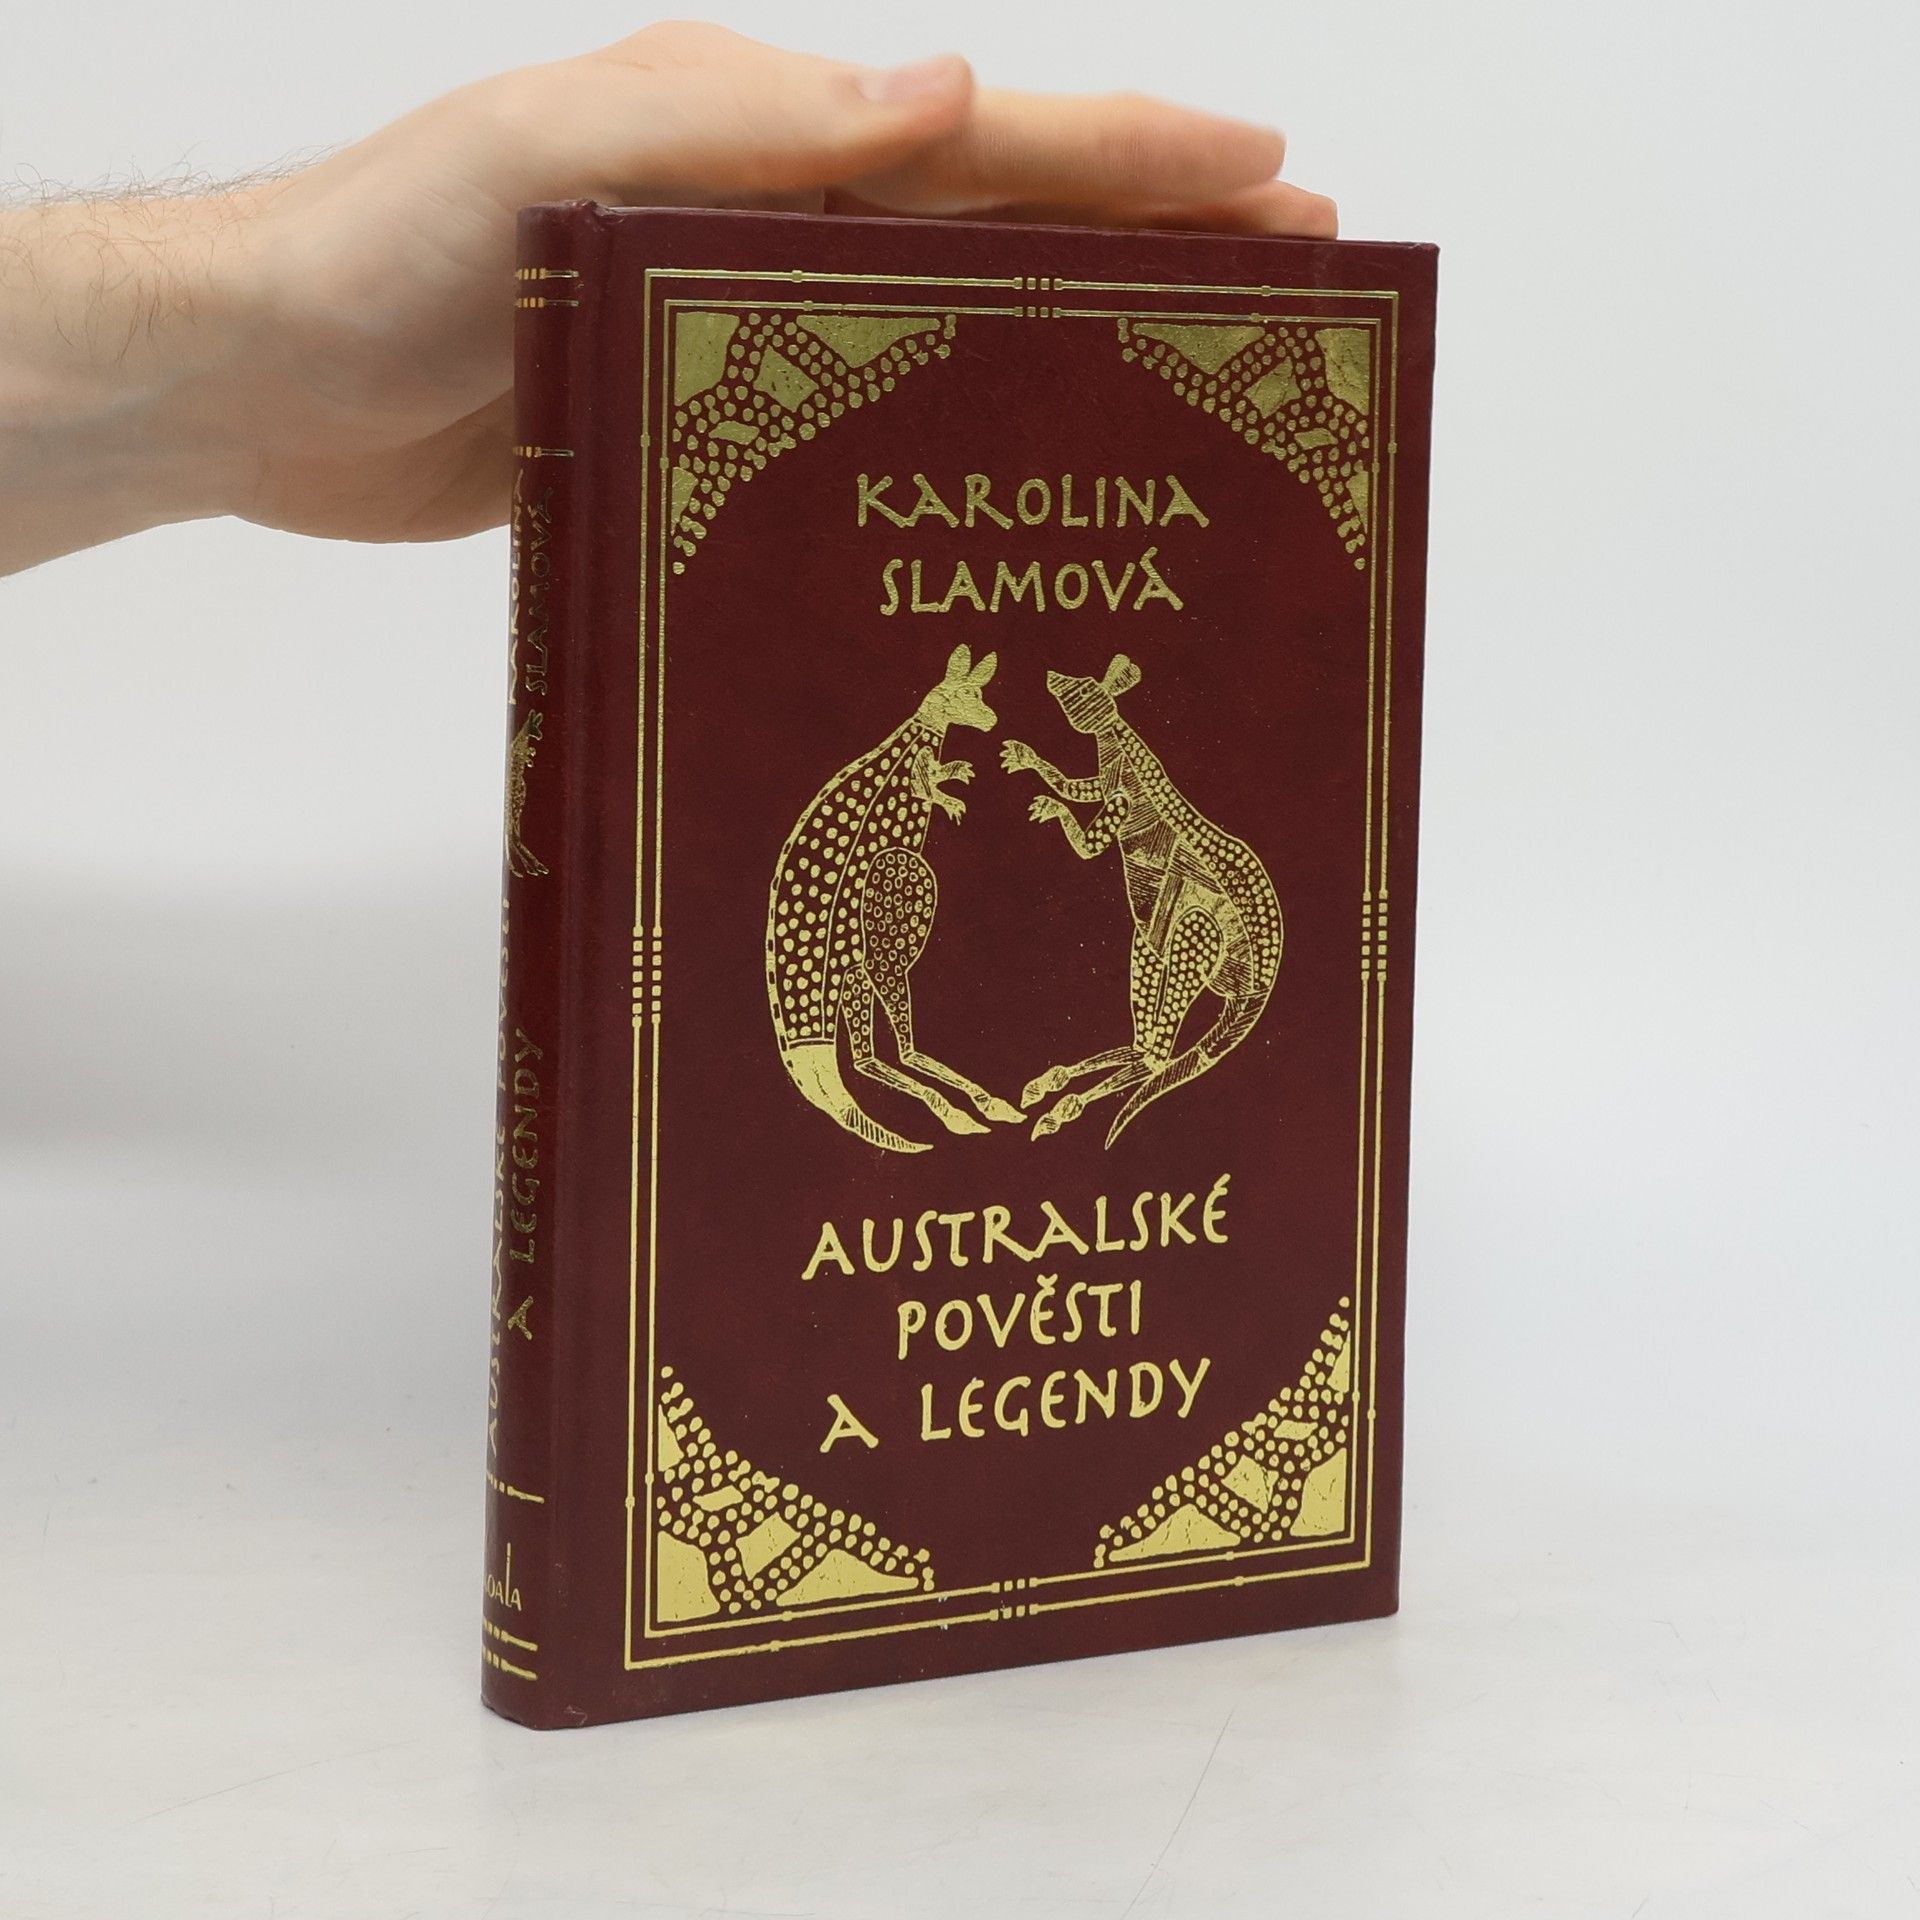 KAROLINA
SLAMOVÁ
AUSTRALSKÉ
POVĚSTI
A LEGENDY
KAROLINA
SLAMOVÁ
AUSTRALSKÉ POVĚSTI
A LEGENDY